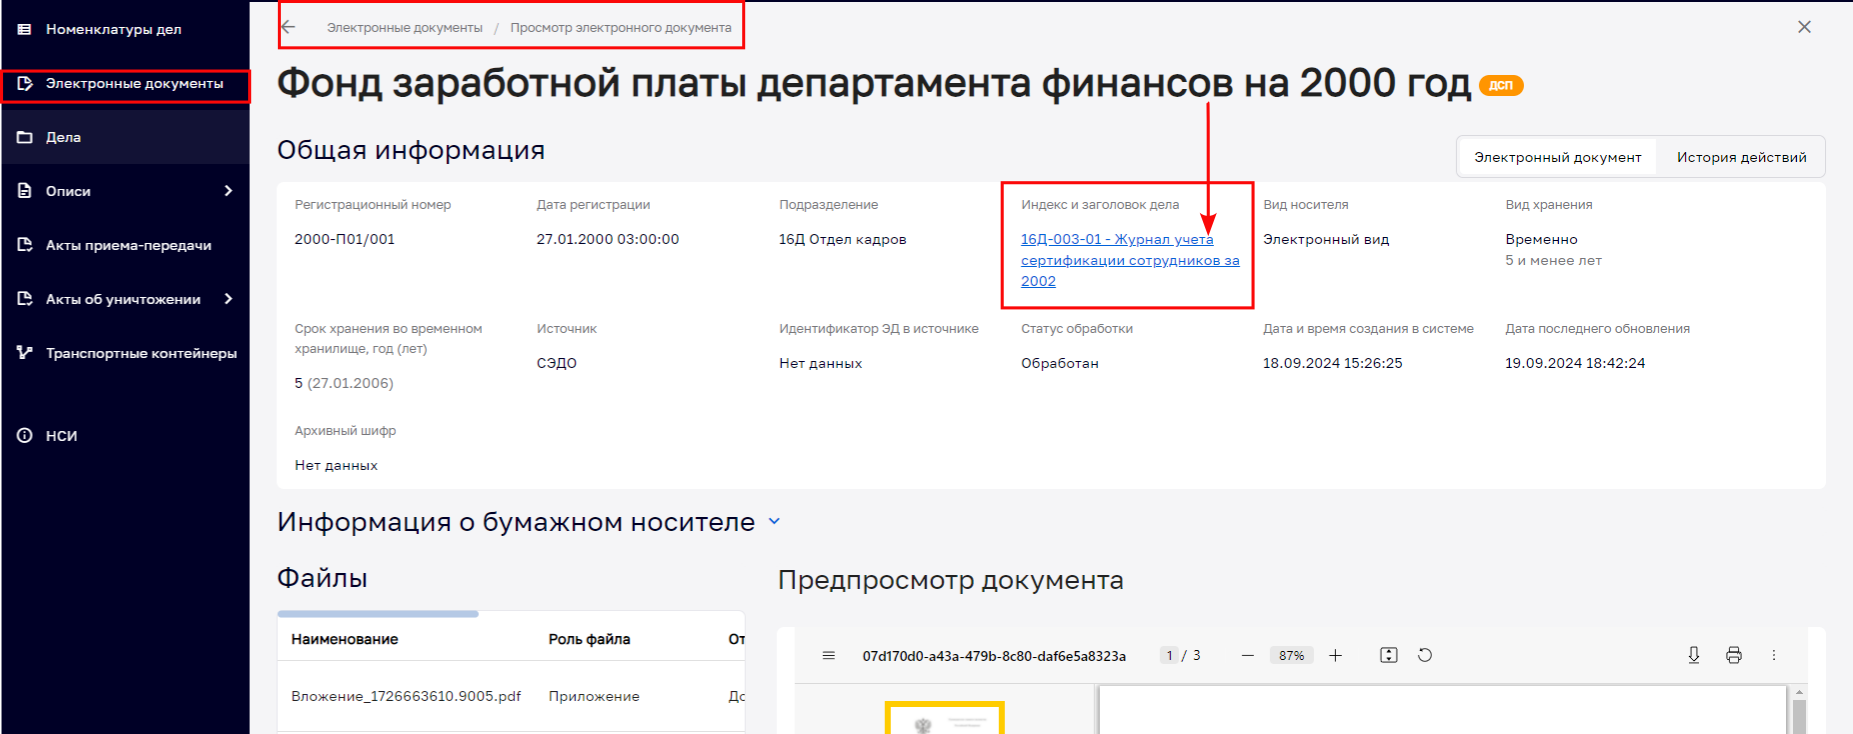 Номенклатуры дел
Электронные документы
Дела
Описи
Акты приема-передачи
Акты об уничтожении
Транспортные контейнеры
НСИ
Электронные документы / Просмотр электронного документа
Фонд заработной платы департамента финансов на 2000 год ДСП
Общая информация
Электронный документ История действий
Регистрационный номер
2000-П01/001
Дата регистрации
27.01.2000 03:00:00
Подразделение
16Д Отдел кадров
Индекс и заголовок дела
16Д-003-01 - Журнал учета
сертификации сотрудников за
2002
Вид носителя
Электронный вид
Вид хранения
Временно
5 и менее лет
Срок хранения во временном
хранилище, год (лет)
5 (27.01.2006)
Источник
СЭДО
Идентификатор ЭД в источнике
Нет данных
Статус обработки
Обработан
Дата и время создания в системе
18.09.2024 15:26:25
Дата последнего обновления
19.09.2024 18:42:24
Архивный шифр
Нет данных
Информация о бумажном носителе
Файлы
Наименование Роль файла От
Вложение_1726663610.9005.pdf Приложение До
Предпросмотр документа
07d170d0-a43a-479b-8c80-daf6e5a8323a 1 / 3 87%